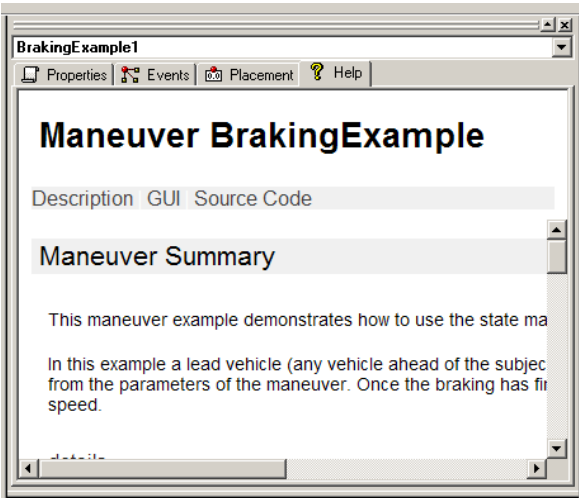 BrakingExample1
Properties Events Placement Help
Maneuver BrakingExample
Description GUI Source Code
Maneuver Summary
This maneuver example demonstrates how to use the state ma
In this example a lead vehicle (any vehicle ahead of the subjec
from the parameters of the maneuver. Once the braking has fir
speed.
details